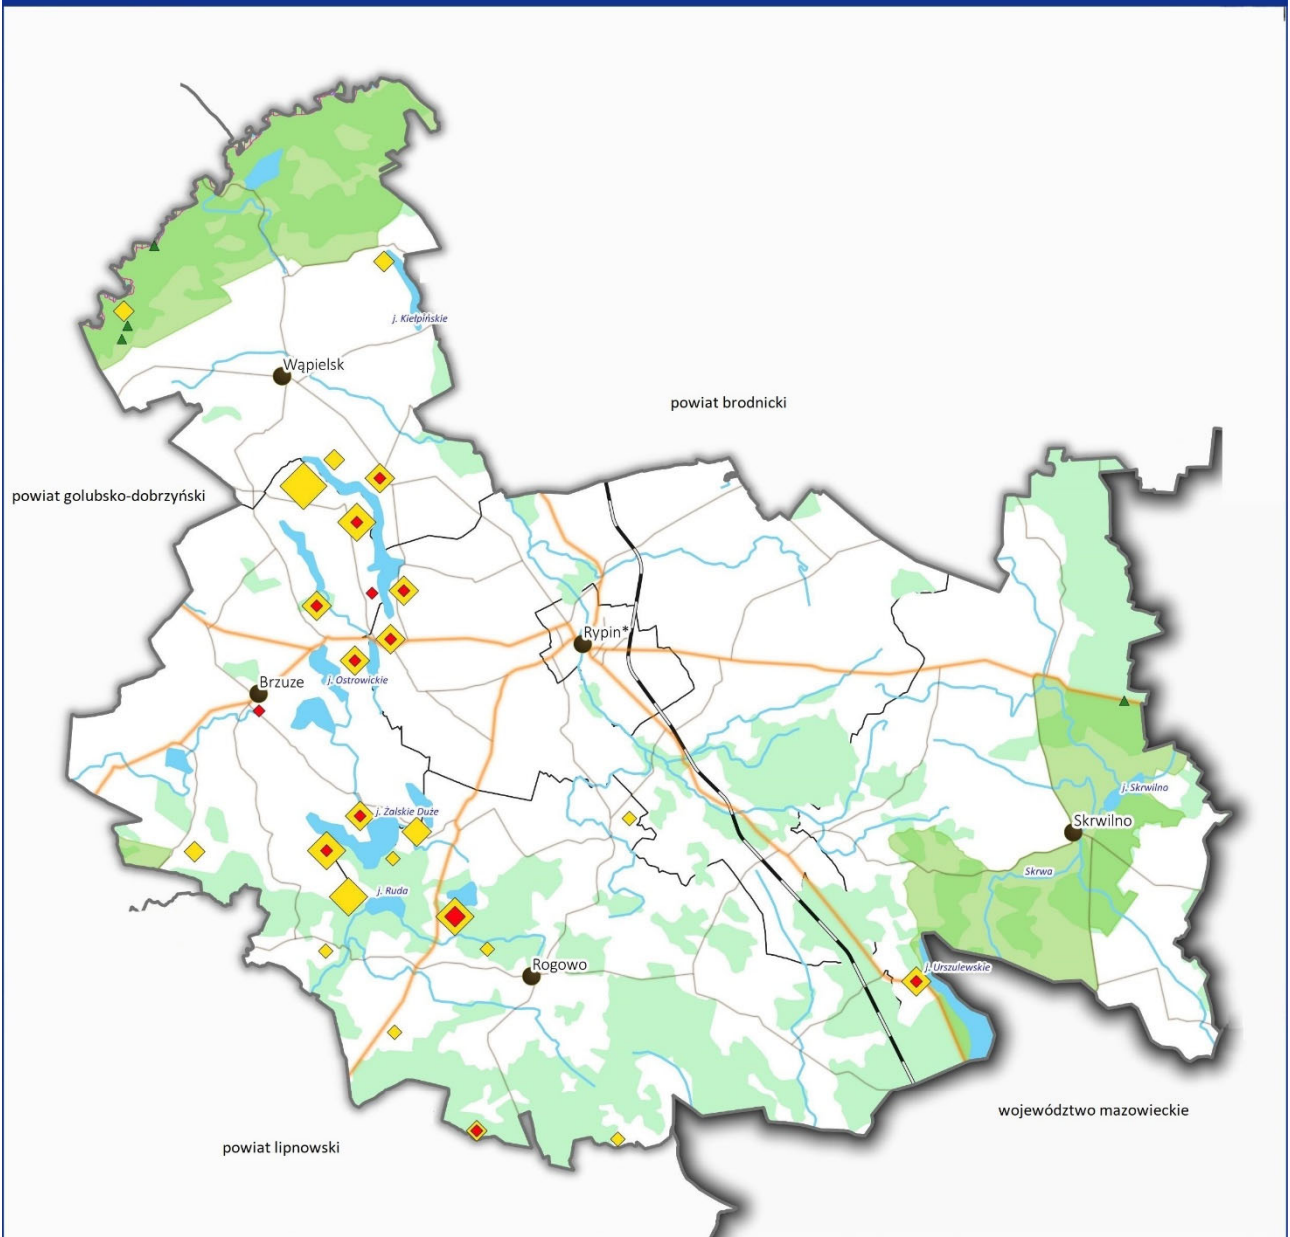 j. Kiełpińskie
Wąpielsk
powiat brodnicki
powiat golubsko-dobrzyński
Rypin*
j. Ostrowickie
Brzuze
j. Skrwilno
j. Żalskie Duże
Skrwilno
Skrwa
j. Ruda
Rogowo
j. Urszulewskie
województwo mazowieckie
powiat lipnowski